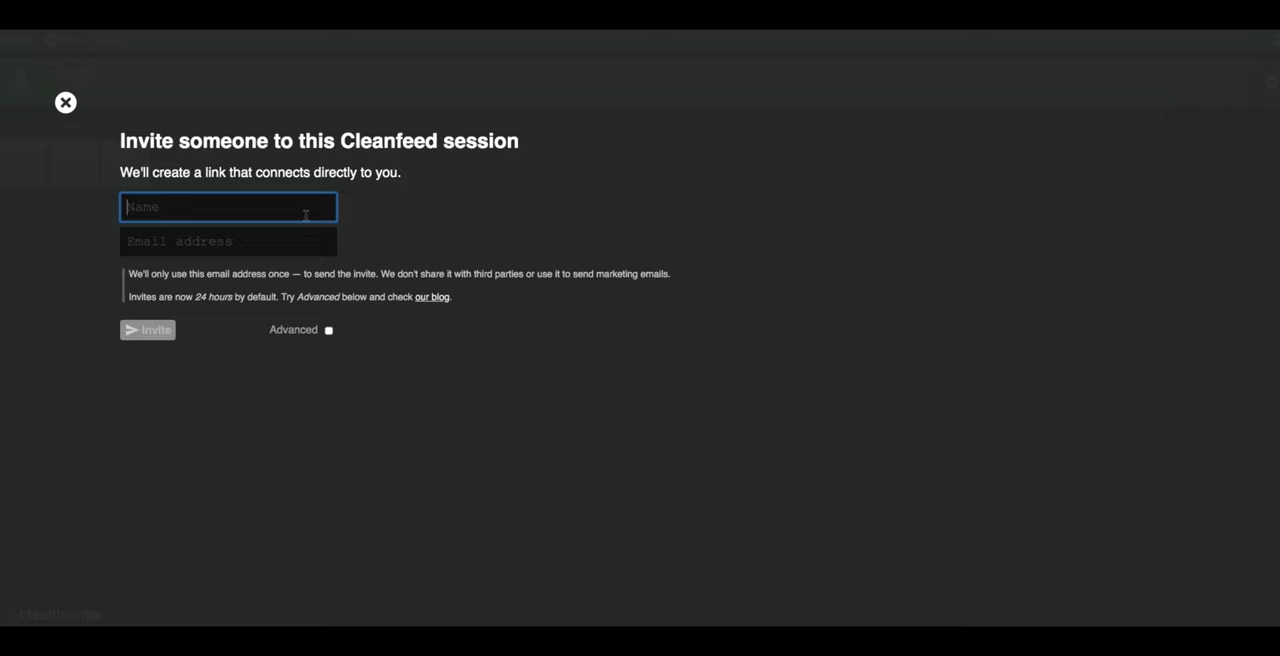 Invite someone to this Cleanfeed session
We'll create a link that connects directly to you.
Name
Email address
We'll only use this email address once — to send the invite. We don't share it with third parties or use it to send marketing emails.
Invites are now 24 hours by default. Try Advanced below and check our blog.
Invite Advanced